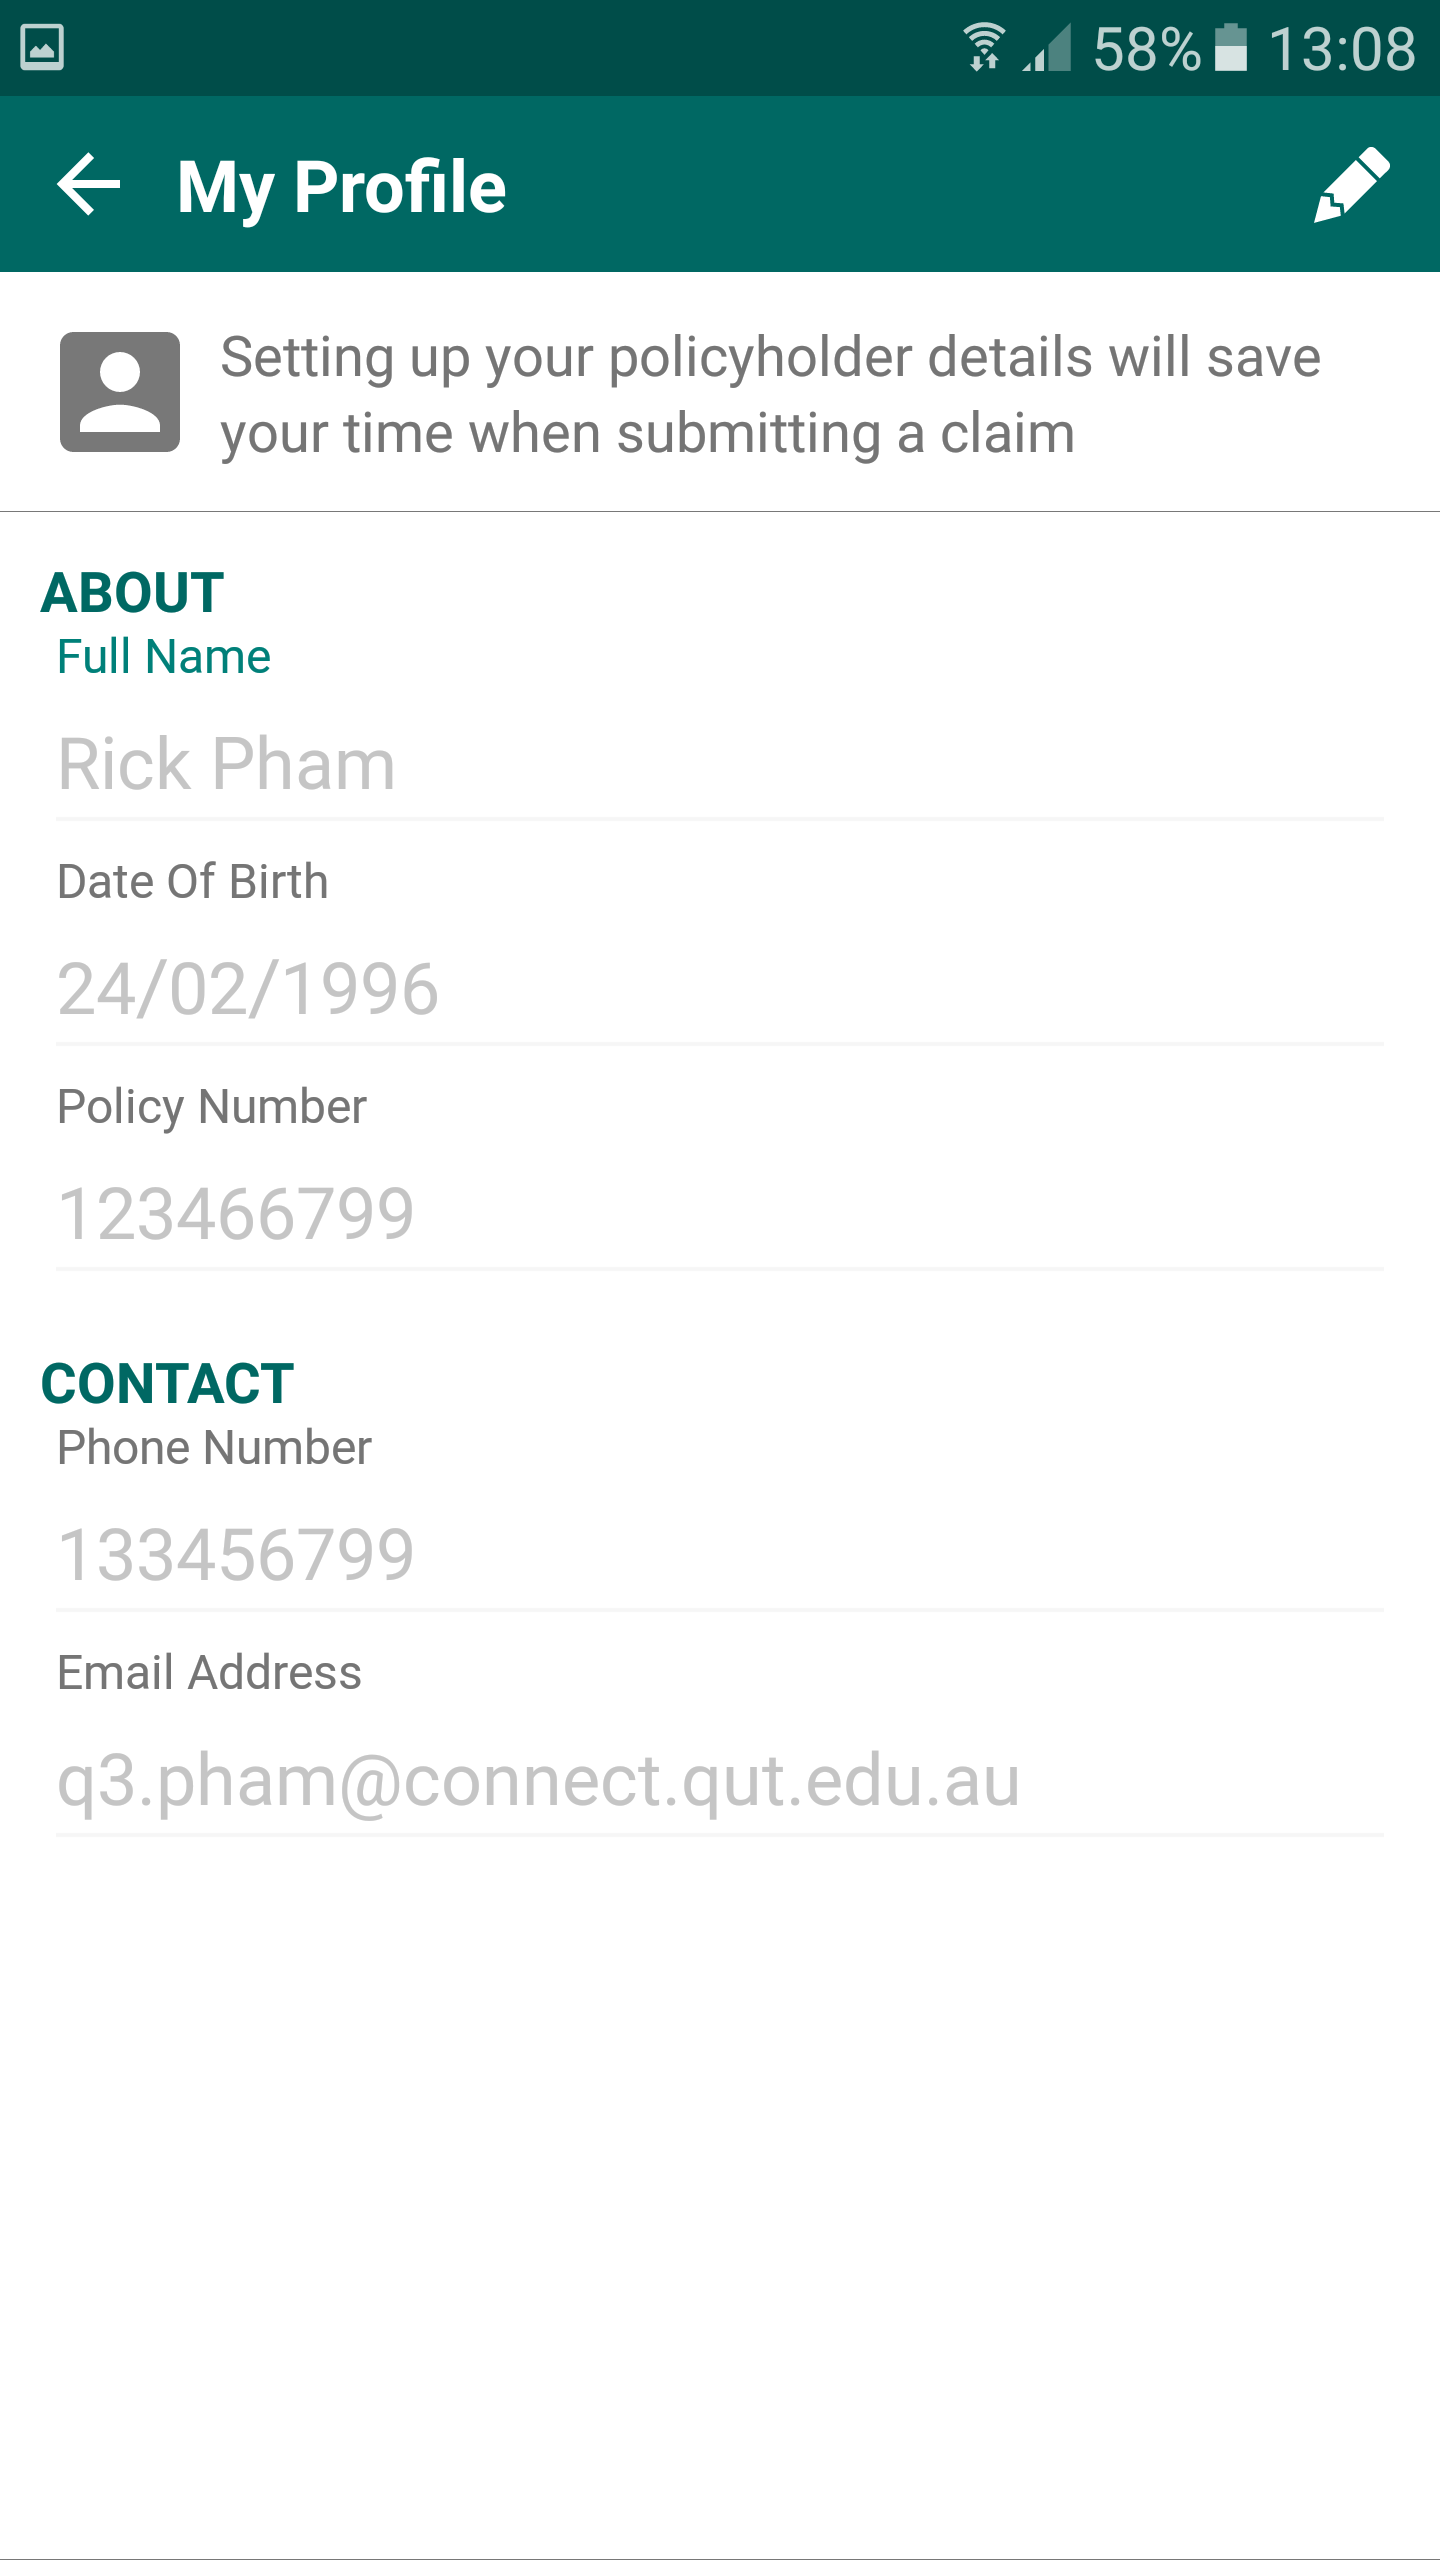 58% 13:08
My Profile
Setting up your policyholder details will save
your time when submitting a claim
ABOUT
Full Name
Rick Pham
Date Of Birth
24/02/1996
Policy Number
123466799
CONTACT
Phone Number
133456799
Email Address
q3.pham@connect.qut.edu.au